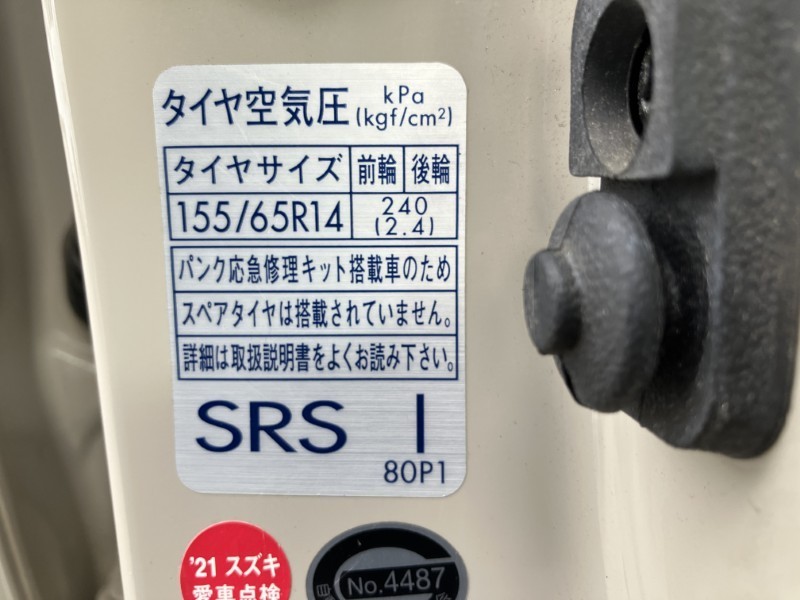 タイヤ空気圧 kPa (kgf/cm²)
タイヤサイズ 前輪 後輪
155/65R14 240 (2.4)
パンク応急修理キット搭載車のため
スペアタイヤは搭載されていません。
詳細は取扱説明書をよくお読み下さい。
SRS I
80P1
'21 スズキ
愛車点検
No.4487